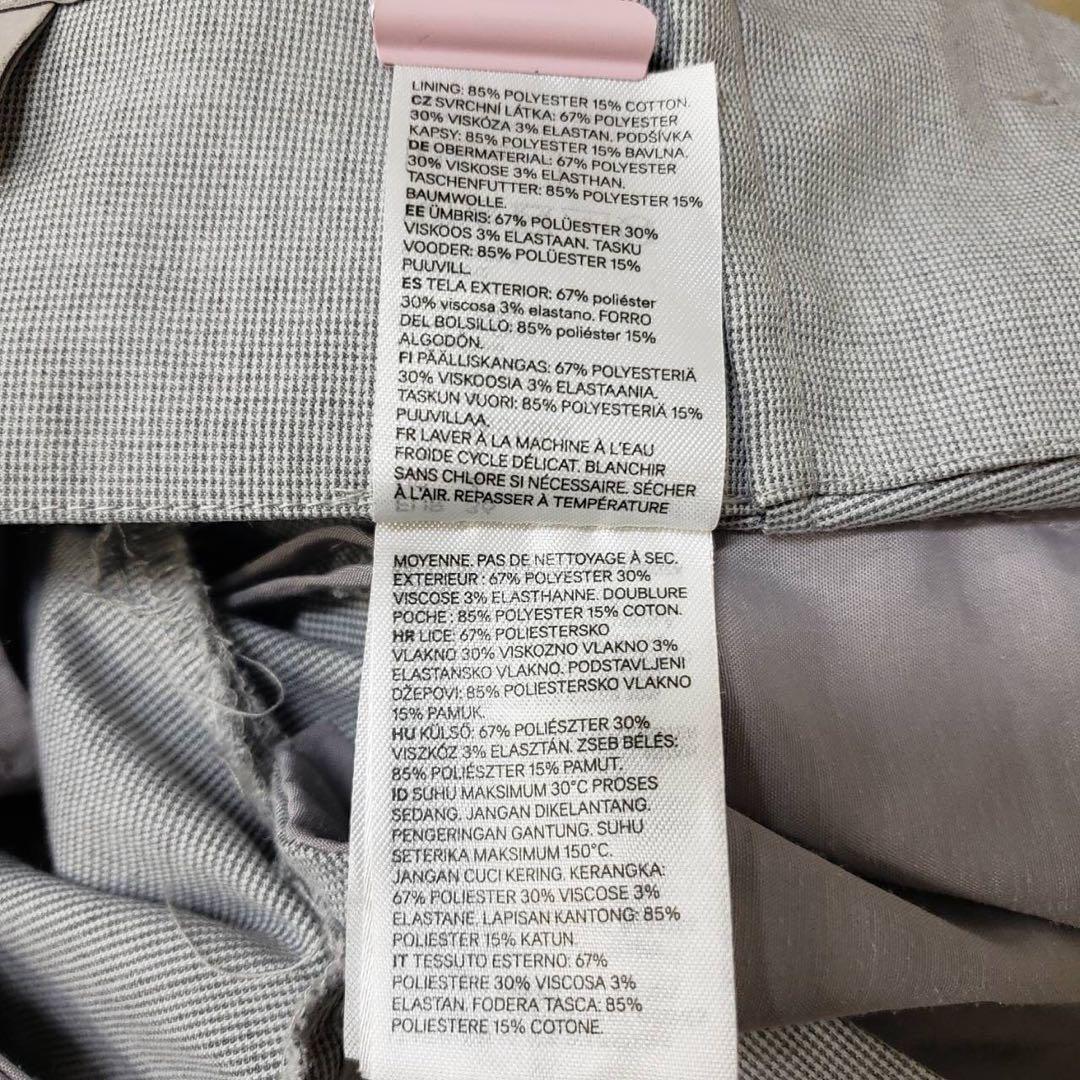 LINING: 85% POLYESTER 15% COTTON.
CZ SVRCHNÍ LÁTKA: 67% POLYESTER
30% VISKÓZA 3% ELASTAN. PODŠÍVKA
KAPSY: 85% POLYESTER 15% BAVLNA.
DE OBERMATERIAL: 67% POLYESTER
30% VISKOSE 3% ELASTHAN.
TASCHENFUTTER: 85% POLYESTER 15%
BAUMWOLLE.
EE ÜMBRIS: 67% POLÜESTER 30%
VISKOOS 3% ELASTAAN. TASKU
VOODER: 85% POLÜESTER 15%
PUUVILL.
ES TELA EXTERIOR: 67% poliéster
30% viscosa 3% elastano. FORRO
DEL BOLSILLO: 85% poliéster 15%
ALGODÓN.
FI PÄÄLLISKANGAS: 67% POLYESTERIÄ
30% VISKOOSIA 3% ELASTAANIA.
TASKUN VUORI: 85% POLYESTERIÄ 15%
PUUVILLAA.
FR LAVER À LA MACHINE À L'EAU
FROIDE CYCLE DÉLICAT. BLANCHIR
SANS CHLORE SI NÉCESSAIRE. SÉCHER
À L'AIR. REPASSER À TEMPÉRATURE
MOYENNE. PAS DE NETTOYAGE À SEC.
EXTERIEUR : 67% POLYESTER 30%
VISCOSE 3% ELASTHANNE. DOUBLURE
POCHE : 85% POLYESTER 15% COTON.
HR LICE: 67% POLIESTERSKO
VLAKNO 30% VISKOZNO VLAKNO 3%
ELASTANSKO VLAKNO. PODSTAVLJENI
DŽEPOVI: 85% POLIESTERSKO VLAKNO
15% PAMUK.
HU KÜLSŐ: 67% POLIÉSZTER 30%
VISZKÓZ 3% ELASZTÁN. ZSEB BÉLÉS:
85% POLIÉSZTER 15% PAMUT.
ID SUHU MAKSIMUM 30°C PROSES
SEDANG. JANGAN DIKELANTANG.
PENGERINGAN GANTUNG. SUHU
SETERIKA MAKSIMUM 150°C.
JANGAN CUCI KERING. KERANGKA:
67% POLIESTER 30% VISCOSE 3%
ELASTANE. LAPISAN KANTONG: 85%
POLIESTER 15% KATUN.
IT TESSUTO ESTERNO: 67%
POLIESTERE 30% VISCOSA 3%
ELASTAN. FODERA TASCA: 85%
POLIESTERE 15% COTONE.